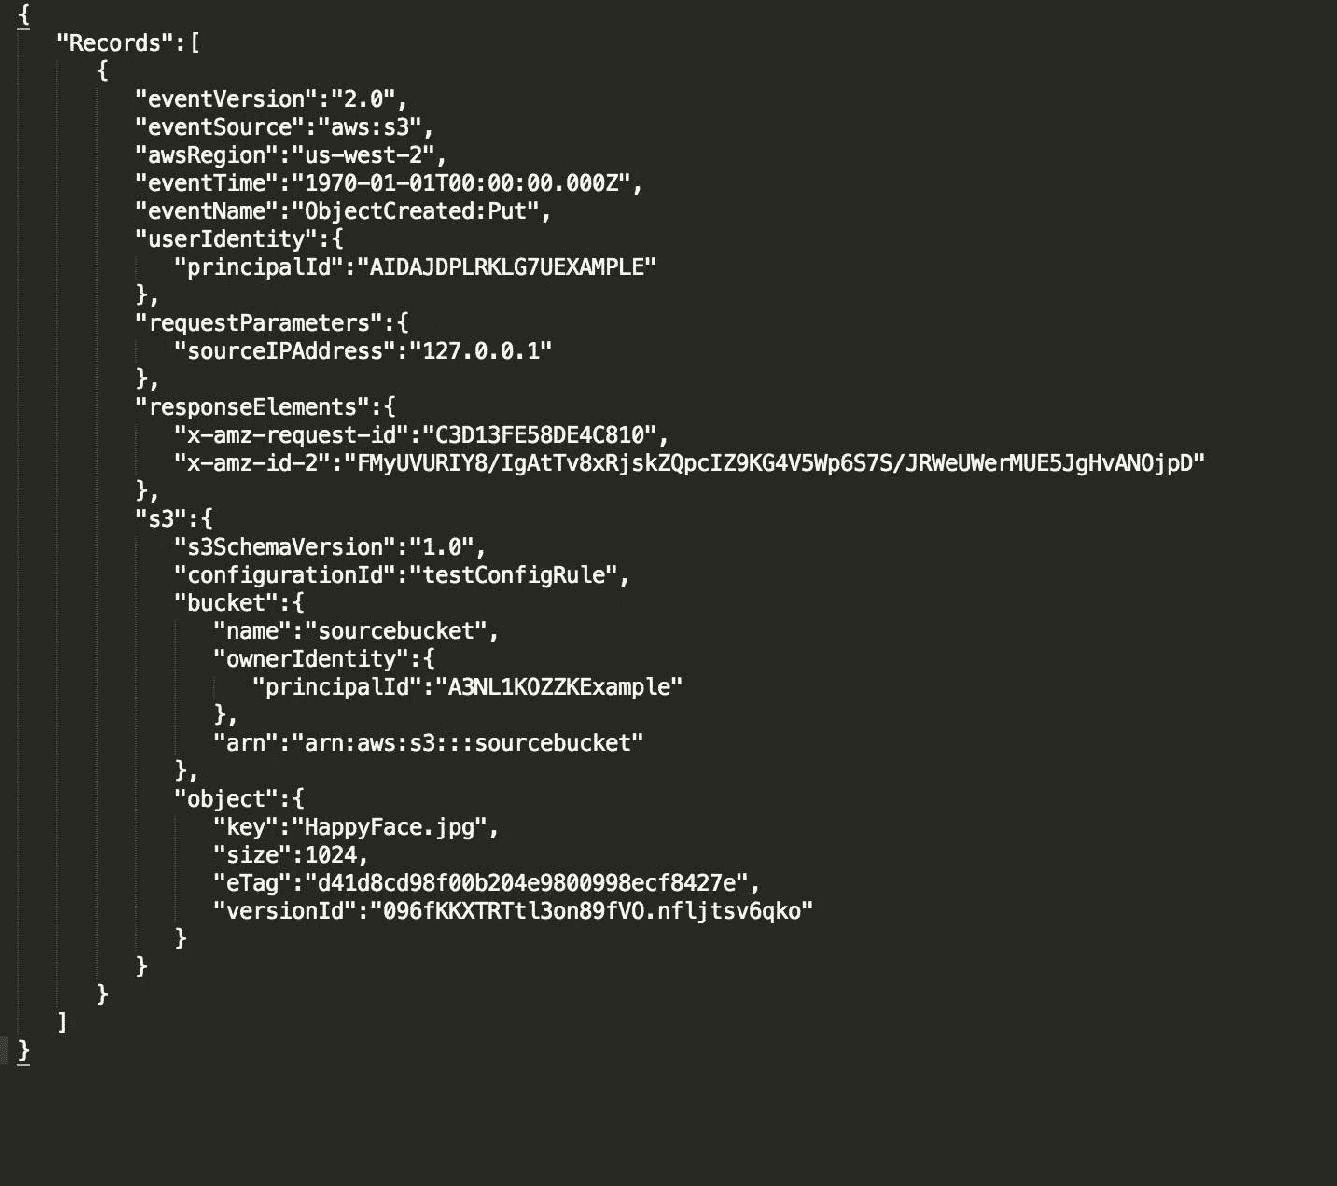 {
"Records":[
{
"eventVersion":"2.0",
"eventSource":"aws:s3",
"awsRegion":"us-west-2",
"eventTime":"1970-01-01T00:00:00.000Z",
"eventName":"ObjectCreated:Put",
"userIdentity":{
"principalId":"AIDAJDPLRKLG7UEXAMPLE"
},
"requestParameters":{
"sourceIPAddress":"127.0.0.1"
},
"responseElements":{
"x-amz-request-id":"C3D13FE58DE4C810",
"x-amz-id-2":"FMyUVURIY8/IgAtTv8xRjskZQpcIZ9KG4V5Wp6S7S/JRWeUWerMUE5JgHvANOjpD"
},
"s3":{
"s3SchemaVersion":"1.0",
"configurationId":"testConfigRule",
"bucket":{
"name":"sourcebucket",
"ownerIdentity":{
"principalId":"A3NL1KOZZKExample"
},
"arn":"arn:aws:s3:::sourcebucket"
},
"object":{
"key":"HappyFace.jpg",
"size":1024,
"eTag":"d41d8cd98f00b204e9800998ecf8427e",
"versionId":"096fKKXTRTtl3on89fVO.nfljtsv6qko"
}
}
}
]
}